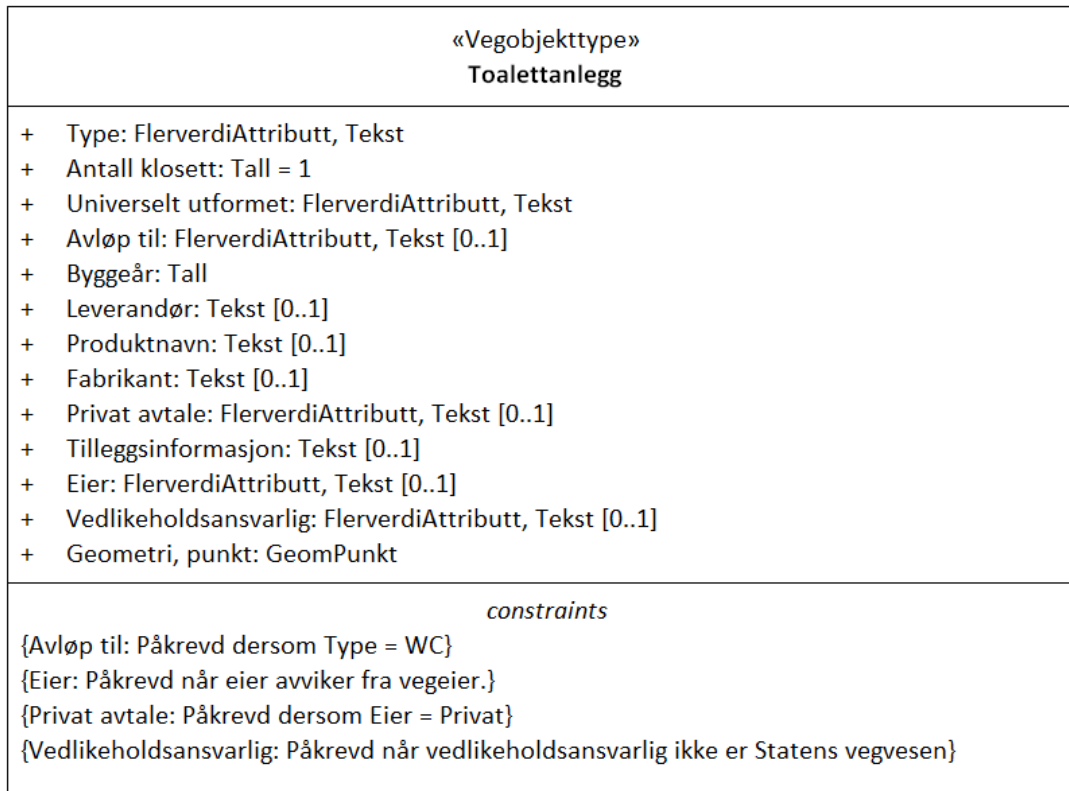 «Vegobjekttype»
Toalettanlegg
+ Type: FlerverdiAttributt, Tekst
+ Antall klosett: Tall = 1
+ Universelt utformet: FlerverdiAttributt, Tekst
+ Avløp til: FlerverdiAttributt, Tekst [0..1]
+ Byggeår: Tall
+ Leverandør: Tekst [0..1]
+ Produktnavn: Tekst [0..1]
+ Fabrikant: Tekst [0..1]
+ Privat avtale: FlerverdiAttributt, Tekst [0..1]
+ Tilleggsinformasjon: Tekst [0..1]
+ Eier: FlerverdiAttributt, Tekst [0..1]
+ Vedlikeholdsansvarlig: FlerverdiAttributt, Tekst [0..1]
+ Geometri, punkt: GeomPunkt
constraints
{Avløp til: Påkrevd dersom Type = WC}
{Eier: Påkrevd når eier avviker fra vegeier.}
{Privat avtale: Påkrevd dersom Eier = Privat}
{Vedlikeholdsansvarlig: Påkrevd når vedlikeholdsansvarlig ikke er Statens vegvesen}